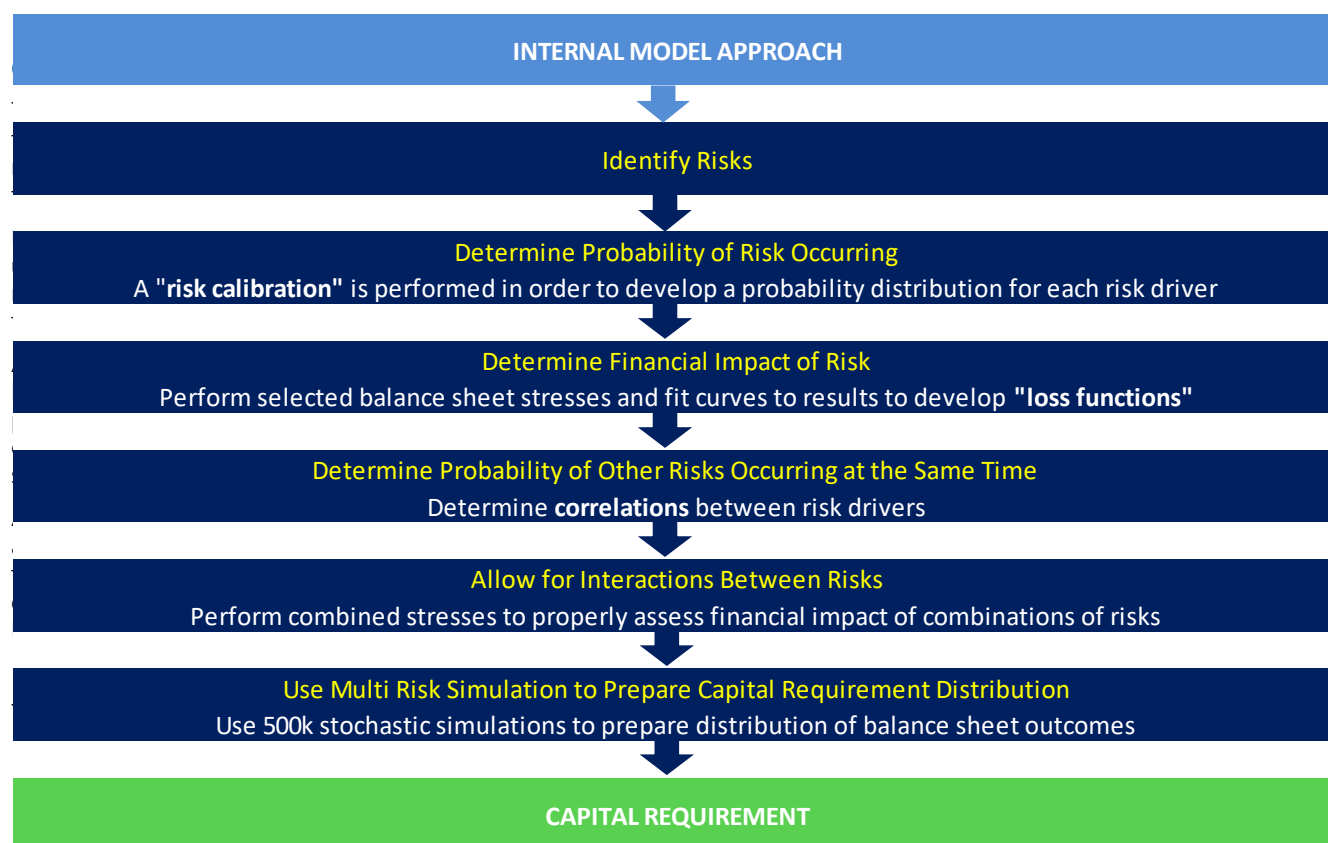 INTERNAL MODEL APPROACH
Identify Risks
Determine Probability of Risk Occurring
A "risk calibration" is performed in order to develop a probability distribution for each risk driver
Determine Financial Impact of Risk
Perform selected balance sheet stresses and fit curves to results to develop "loss functions"
Determine Probability of Other Risks Occurring at the Same Time
Determine correlations between risk drivers
Allow for Interactions Between Risks
Perform combined stresses to properly assess financial impact of combinations of risks
Use Multi Risk Simulation to Prepare Capital Requirement Distribution
Use 500k stochastic simulations to prepare distribution of balance sheet outcomes
CAPITAL REQUIREMENT